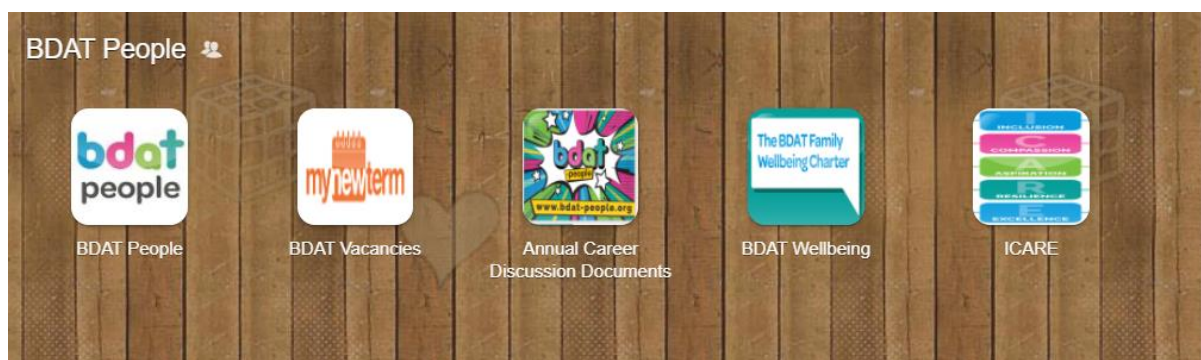 BDAT People
bdat
people
BDAT People
mynewterm
BDAT Vacancies
bdat
people
www.bdat-people.org
Annual Career
Discussion Documents
The BDAT Family
Wellbeing Charter
BDAT Wellbeing
I
INCLUSION
C
COMPASSION
A
ASPIRATION
R
RESILIENCE
E
EXCELLENCE
ICARE